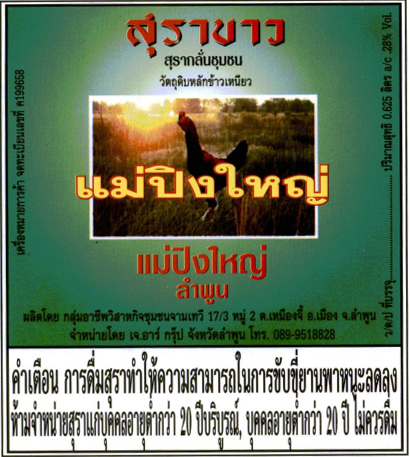 สุราขาว
สุรากลั่นชุมชน
วัตถุดิบหลักข้าวเหนียว
เครื่องหมายการค้า จดทะเบียนเลขที่ ค199658
แม่ปิงใหญ่
ว/ด/ป ที่บรรจุ........................ ปริมาณสุทธิ 0.625 ลิตร a/c .28% Vol.
แม่ปิงใหญ่
ลำพูน
ผลิตโดย กลุ่มอาชีพวิสาหกิจชุมชนจามเทวี 17/3 หมู่ 2 ต.เหมืองจี้ อ.เมือง จ.ลำพูน
จำหน่ายโดย เจ.อาร์ กรุ๊ป จังหวัดลำพูน โทร. 089-9518828
คำเตือน การดื่มสุราทำให้ความสามารถในการขับขี่ยานพาหนะลดลง
ห้ามจำหน่ายสุราแก่บุคคลอายุต่ำกว่า 20 ปีบริบูรณ์, บุคคลอายุต่ำกว่า 20 ปี ไม่ควรดื่ม